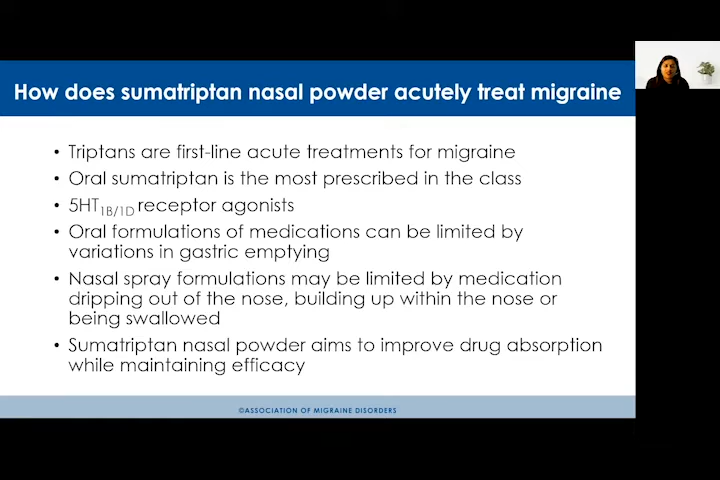 How does sumatriptan nasal powder acutely treat migraine
• Triptans are first-line acute treatments for migraine
• Oral sumatriptan is the most prescribed in the class
• 5HT1B/1D receptor agonists
• Oral formulations of medications can be limited by
variations in gastric emptying
• Nasal spray formulations may be limited by medication
dripping out of the nose, building up within the nose or
being swallowed
• Sumatriptan nasal powder aims to improve drug absorption
while maintaining efficacy
©ASSOCIATION OF MIGRAINE DISORDERS